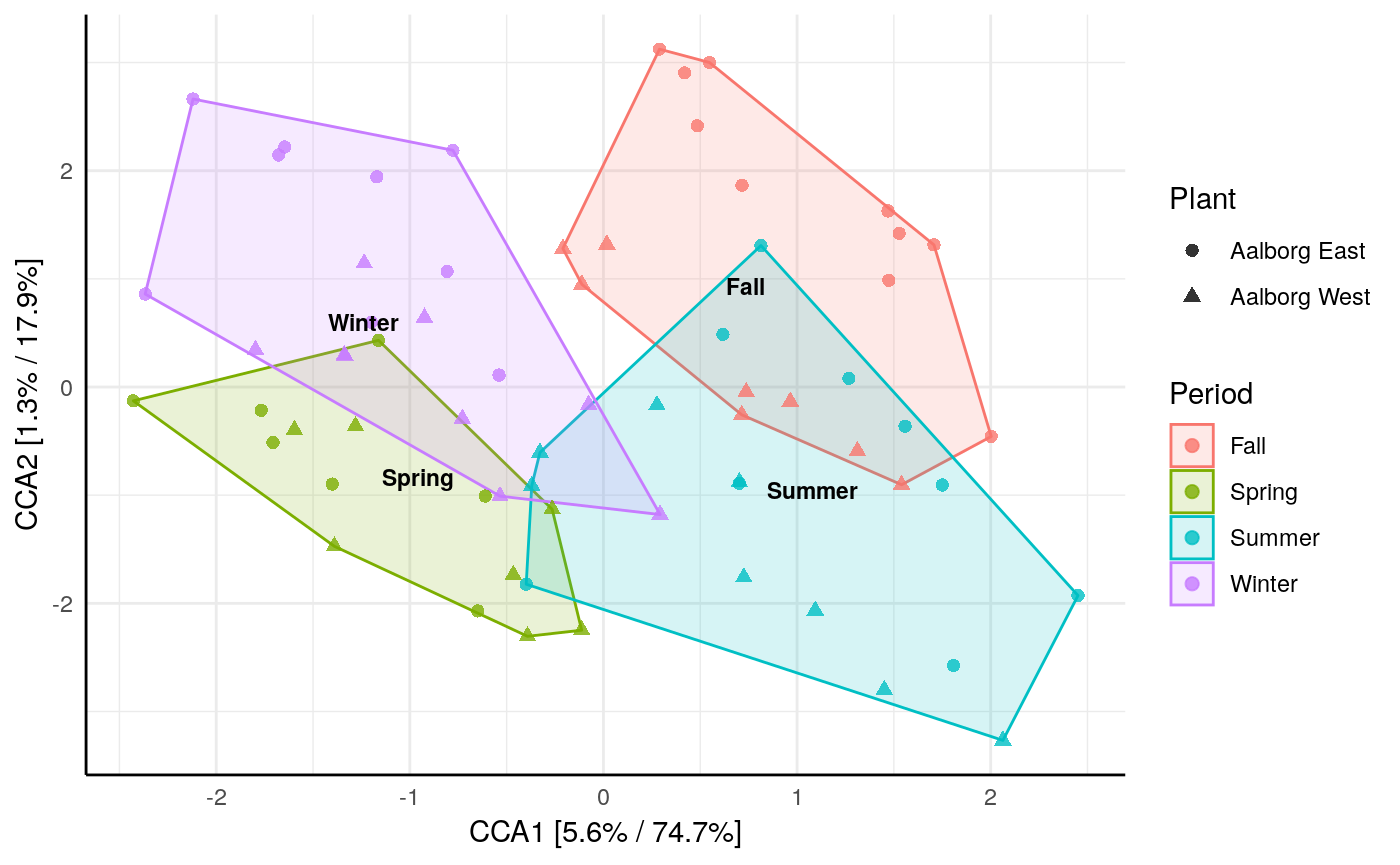 Fall
Winter
Spring
Summer
2
0
-2
-2
-1
0
1
2
CCA1 [5.6% / 74.7%]
CCA2 [1.3% / 17.9%]
Plant
Aalborg East
Aalborg West
Period
Fall
Spring
Summer
Winter